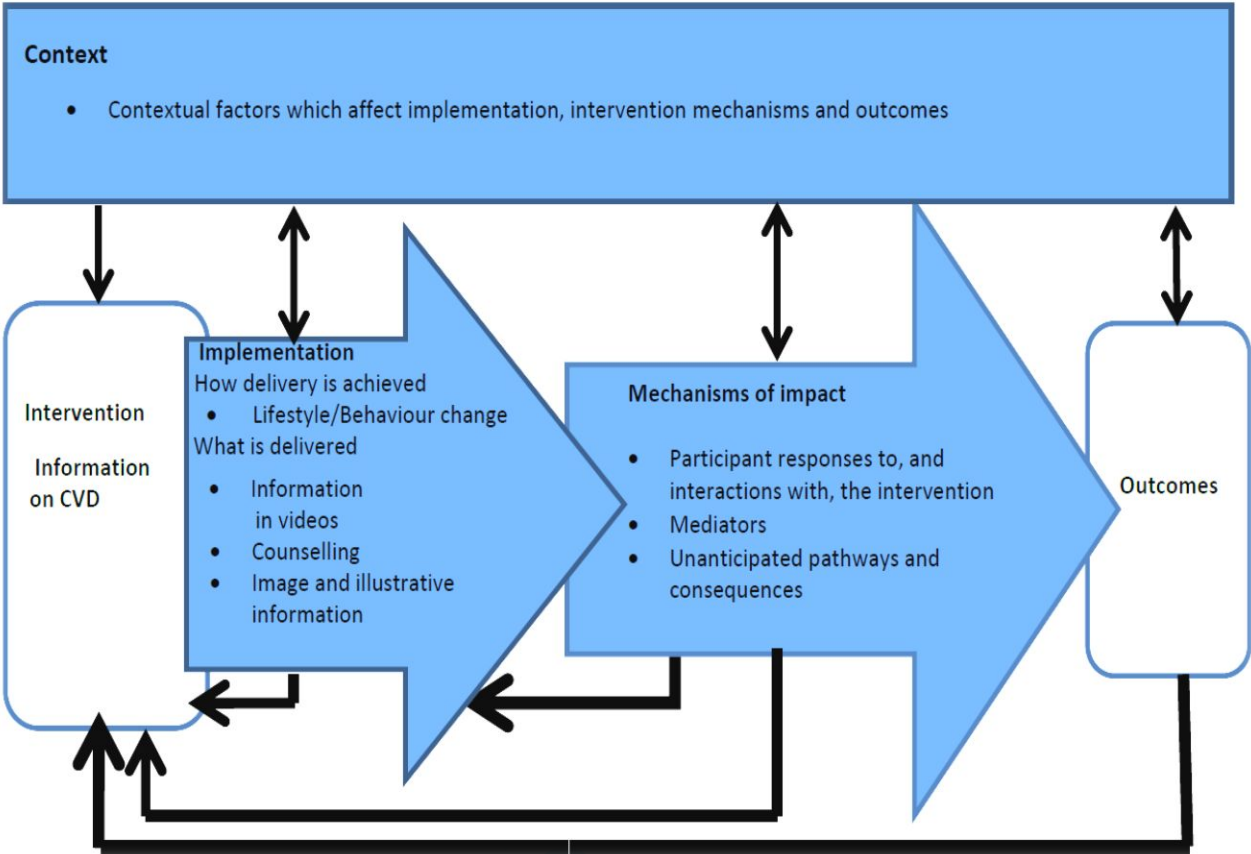 Context
• Contextual factors which affect implementation, intervention mechanisms and outcomes
Intervention
Information
on CVD
Implementation
How delivery is achieved
• Lifestyle/Behaviour change
What is delivered
• Information
in videos
• Counselling
• Image and illustrative
information
Mechanisms of impact
• Participant responses to, and
interactions with, the intervention
• Mediators
• Unanticipated pathways and
consequences
Outcomes